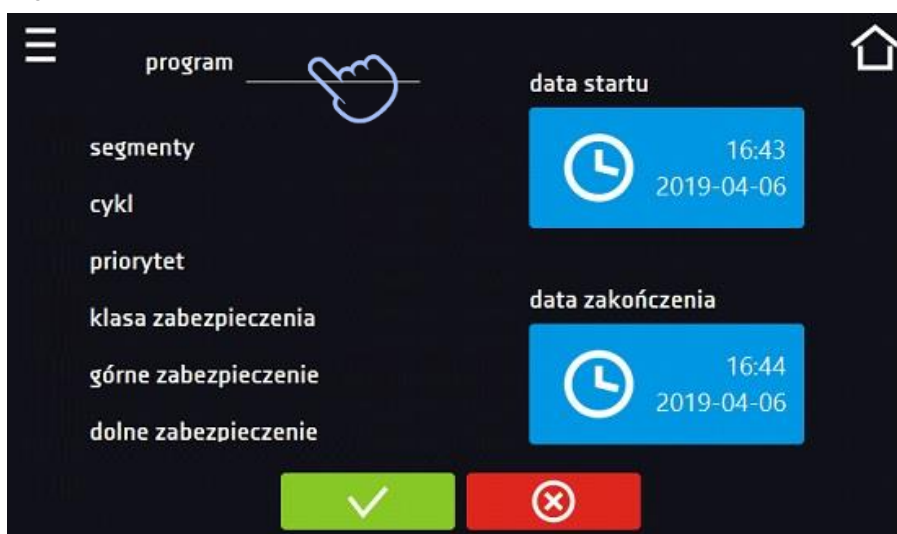 program
segmenty
cykl
priorytet
klasa zabezpieczenia
górne zabezpieczenie
dolne zabezpieczenie
data startu
16:43
2019-04-06
data zakończenia
16:44
2019-04-06